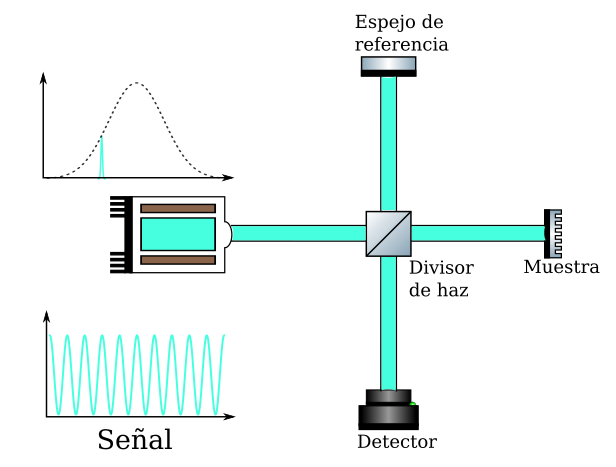 Espejo de
referencia
Divisor
de haz
Muestra
Señal
Detector